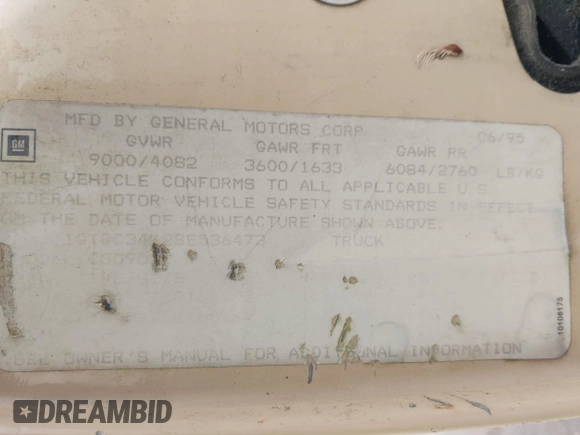 MFD BY GENERAL MOTORS CORP 06/95
GM
GVWR GAWR FRT GAWR RR
9000/4082 3600/1633 6084/2760 LB/KG
THIS VEHICLE CONFORMS TO ALL APPLICABLE U S
FEDERAL MOTOR VEHICLE SAFETY STANDARDS IN EFFECT
ON THE DATE OF MANUFACTURE SHOWN ABOVE.
TRUCK
10108175
OWNER'S MANUAL FOR ADDITIONAL INFORMATION
DREAMBID